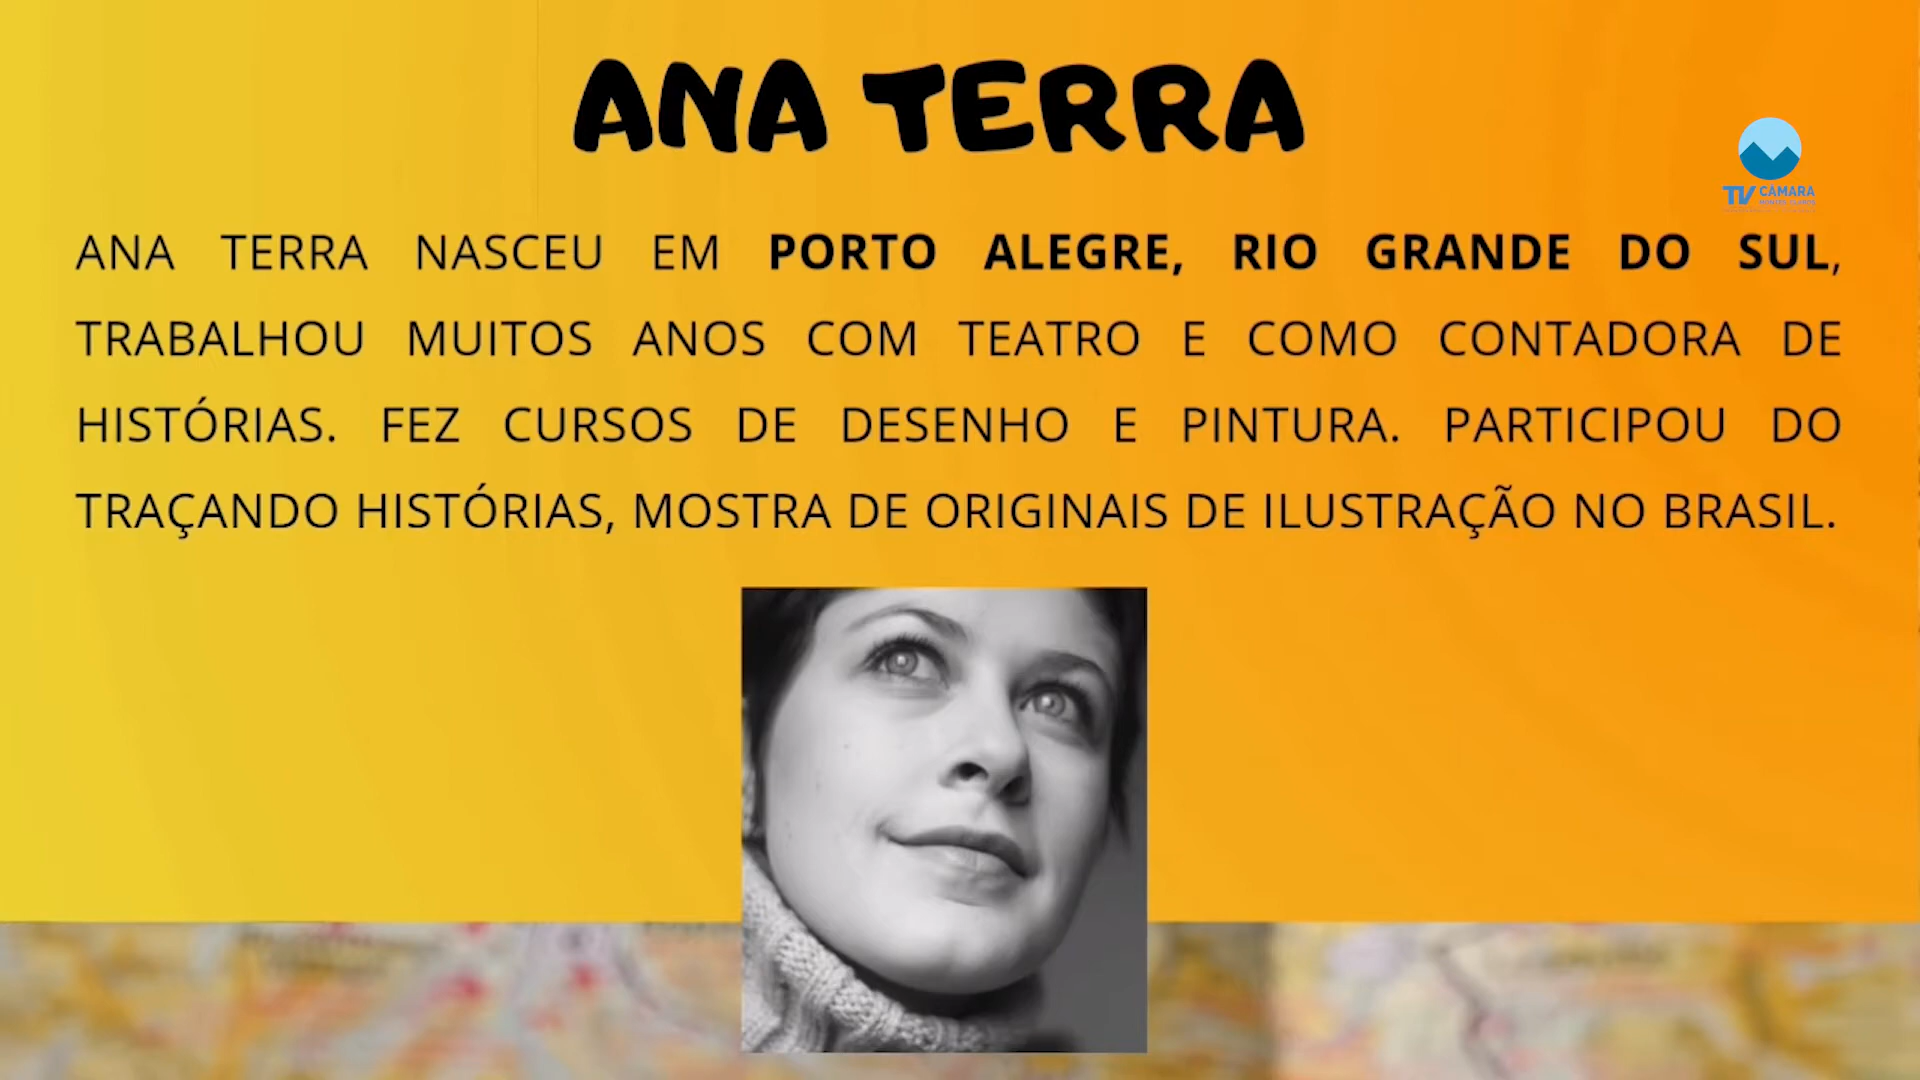 ANA TERRA
TV CÂMARA
MONTES CLAROS
ANA TERRA NASCEU EM PORTO ALEGRE, RIO GRANDE DO SUL,
TRABALHOU MUITOS ANOS COM TEATRO E COMO CONTADORA DE
HISTÓRIAS. FEZ CURSOS DE DESENHO E PINTURA. PARTICIPOU DO
TRAÇANDO HISTÓRIAS, MOSTRA DE ORIGINAIS DE ILUSTRAÇÃO NO BRASIL.